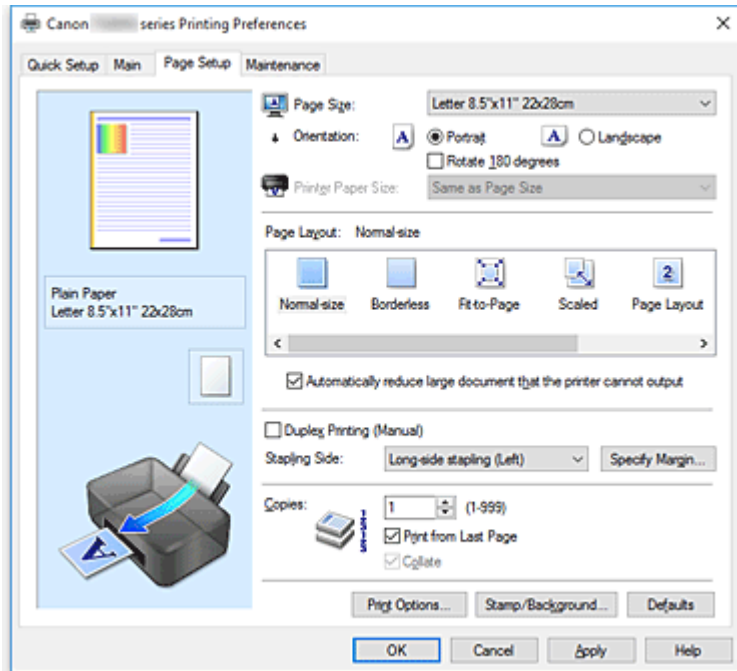 Canon series Printing Preferences
Quick Setup Main Page Setup Maintenance
Page Size: Letter 8.5"x11" 22x28cm
Orientation: A Portrait A Landscape
Rotate 180 degrees
Printer Paper Size: Same as Page Size
Page Layout: Normal-size
2
Normal-size Borderless Fit-to-Page Scaled Page Layout
Automatically reduce large document that the printer cannot output
Plain Paper
Letter 8.5"x11" 22x28cm
Duplex Printing (Manual)
Stapling Side: Long-side stapling (Left) Specify Margin...
Copies: 1 (1-999)
Print from Last Page
Collate
A
Print Options... Stamp/Background... Defaults
OK Cancel Apply Help